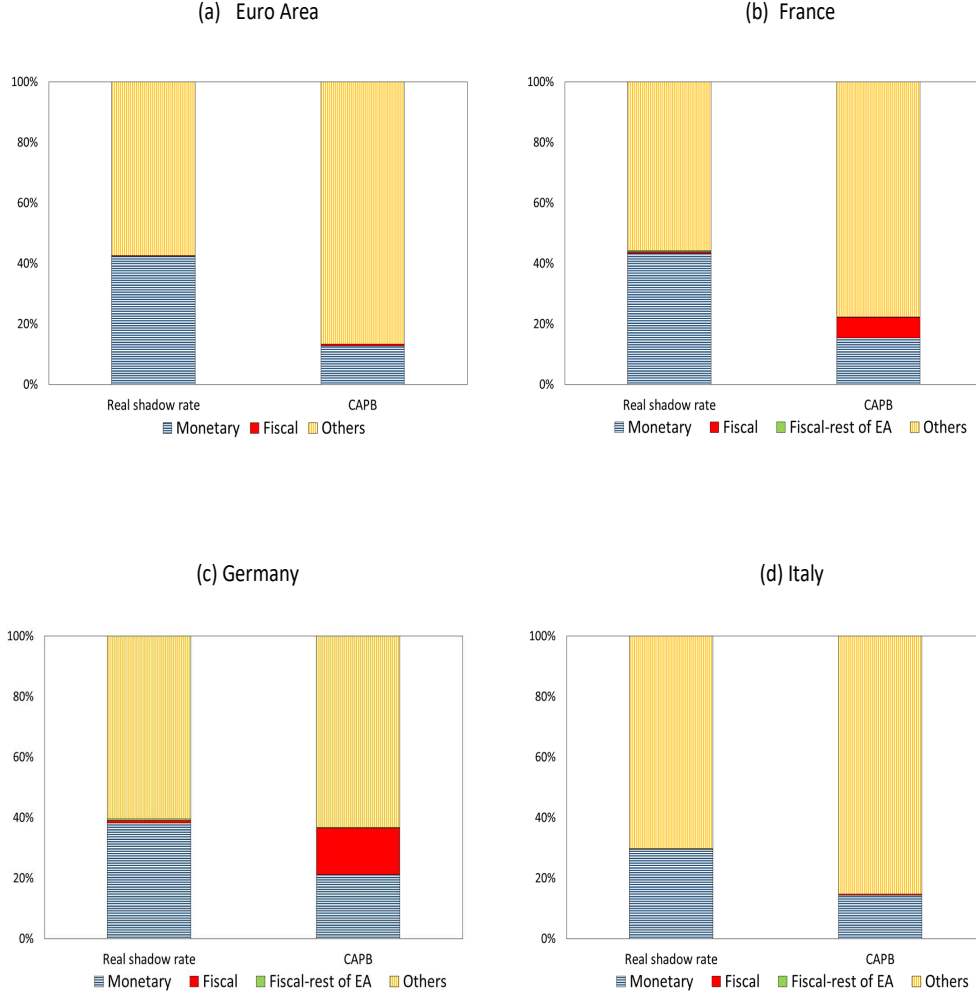 (a) Euro Area
(b) France
100%
80%
60%
40%
20%
0%
Real shadow rate CAPB
Monetary Fiscal Others
100%
80%
60%
40%
20%
0%
Real shadow rate CAPB
Monetary Fiscal Fiscal-rest of EA Others
(c) Germany
(d) Italy
100%
80%
60%
40%
20%
0%
Real shadow rate CAPB
Monetary Fiscal Fiscal-rest of EA Others
100%
80%
60%
40%
20%
0%
Real shadow rate CAPB
Monetary Fiscal Fiscal-rest of EA Others